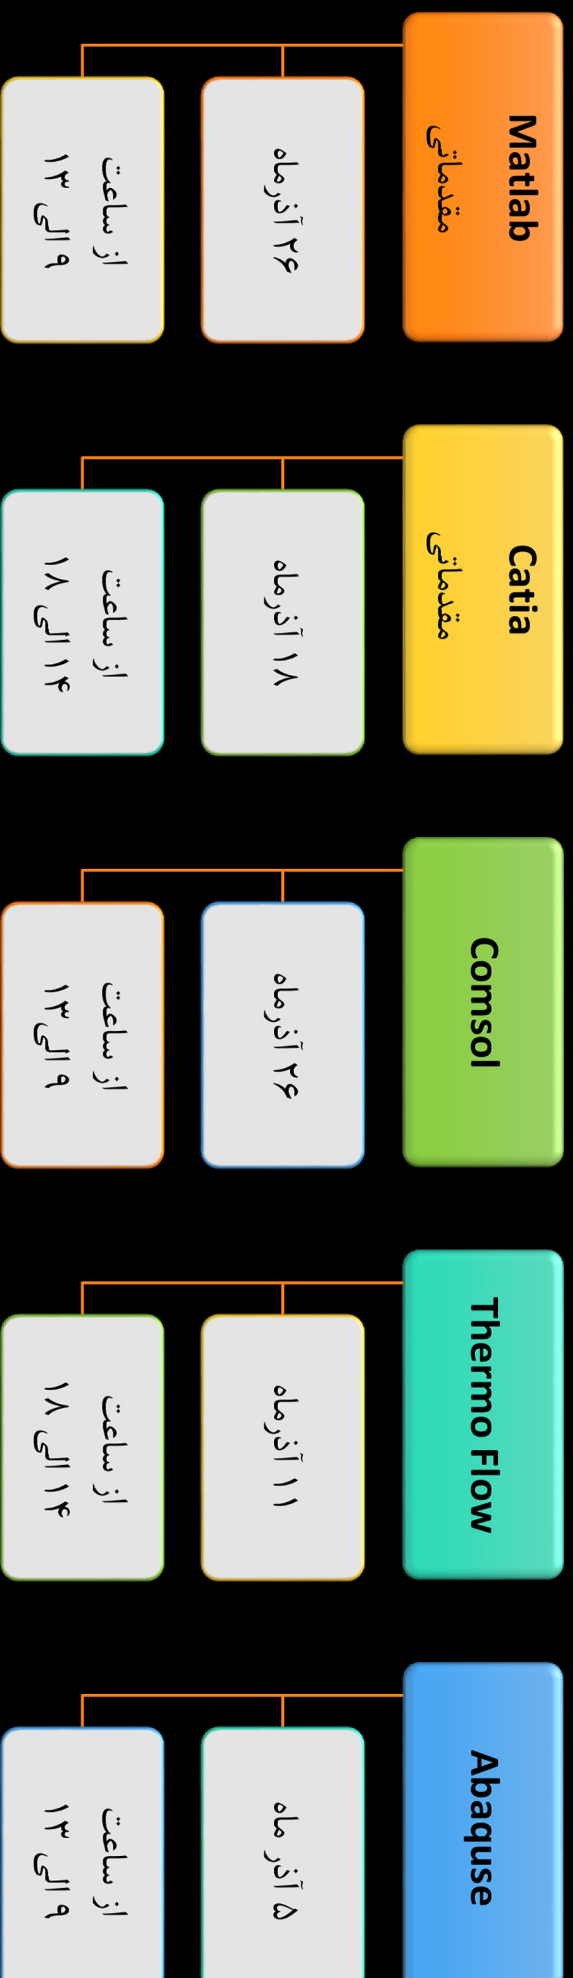 Matlab
مقدماتی
۲۶ آذرماه
از ساعت
۹ الی ۱۳
Catia
مقدماتی
۱۸ آذرماه
از ساعت
۱۴ الی ۱۸
Comsol
۲۶ آذرماه
از ساعت
۹ الی ۱۳
Thermo Flow
۱۱ آذرماه
از ساعت
۱۴ الی ۱۸
Abaquse
۵ آذر ماه
از ساعت
۹ الی ۱۳